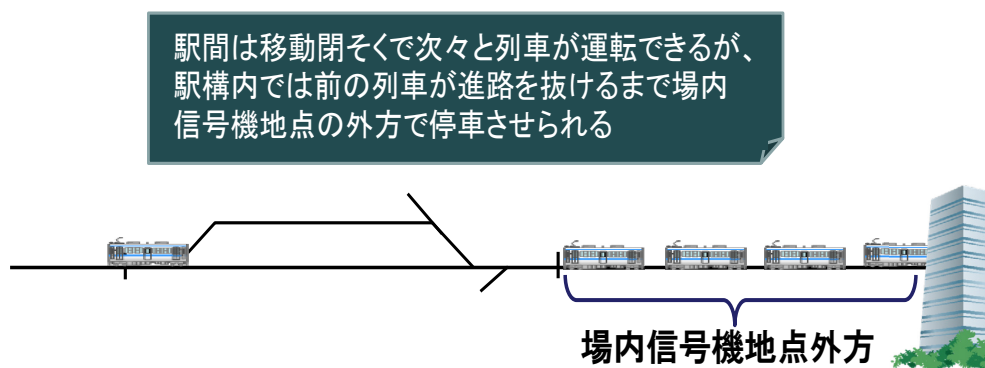 駅間は移動閉そくで次々と列車が運転できるが、
駅構内では前の列車が進路を抜けるまで場内
信号機地点の外方で停車させられる
場内信号機地点外方